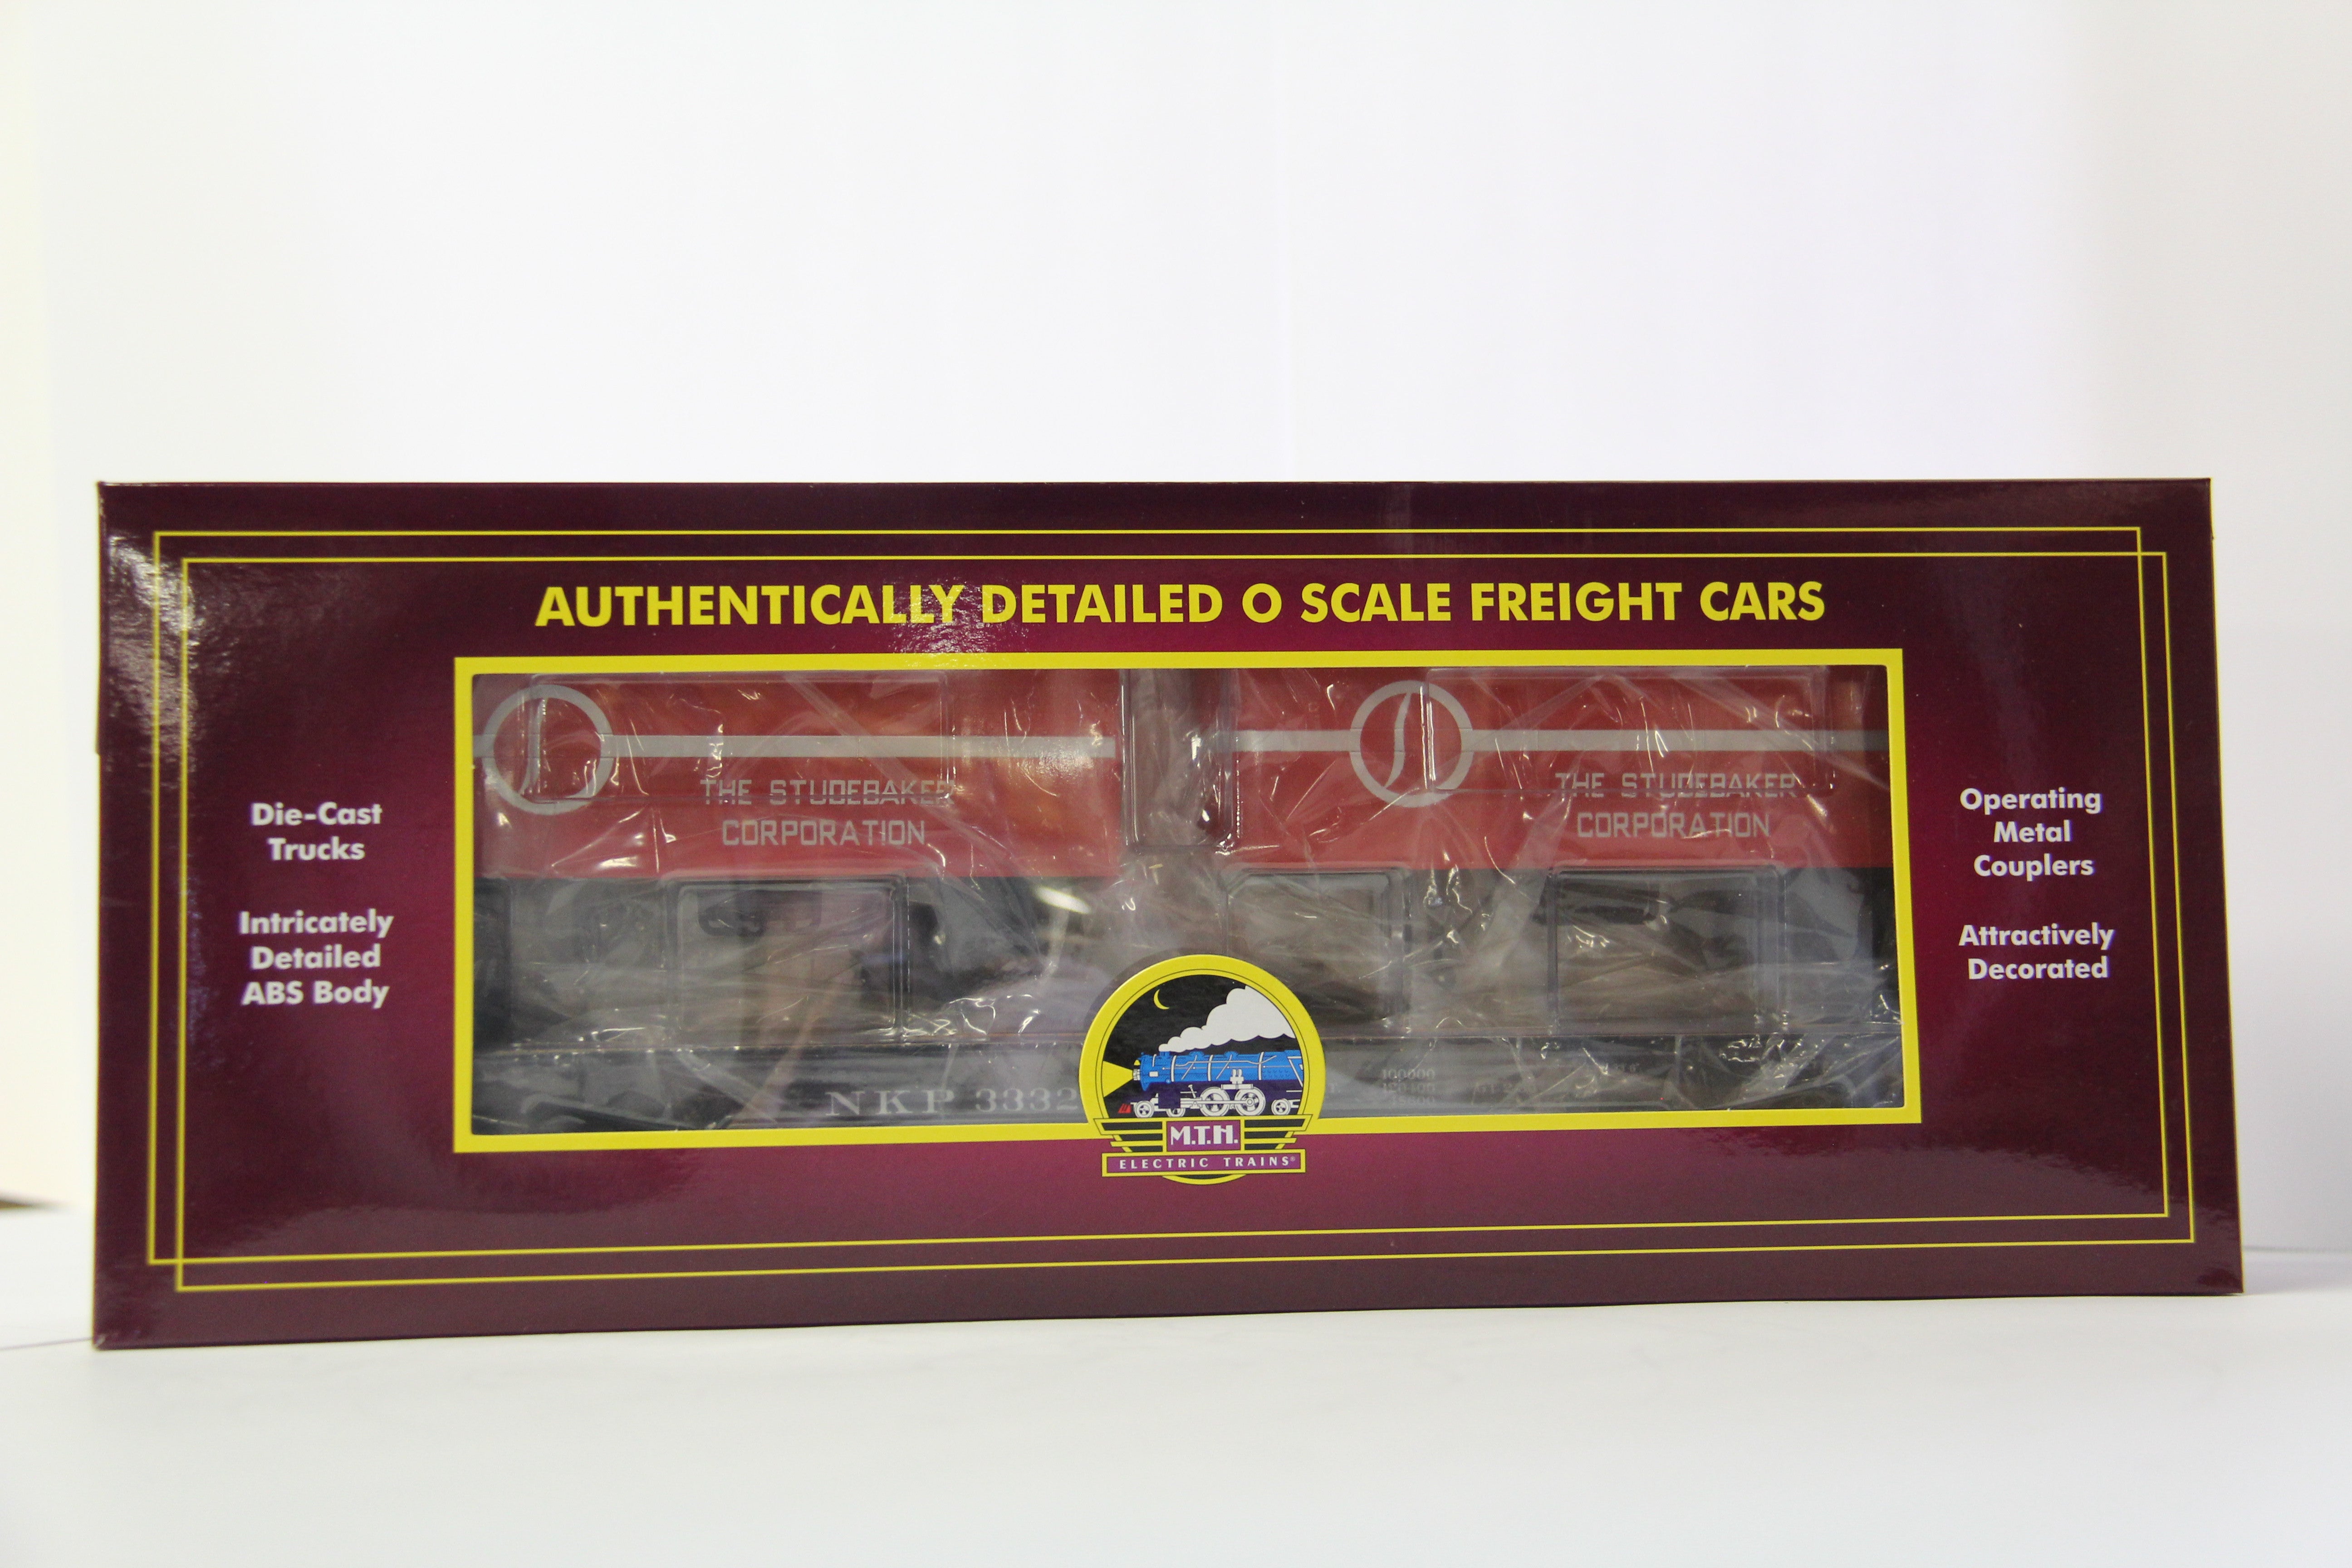 AUTHENTICALLY DETAILED O SCALE FREIGHT CARS
THE STUDEBAKER
CORPORATION
THE STUDEBAKER
CORPORATION
Die-Cast
Trucks
Intricately
Detailed
ABS Body
Operating
Metal
Couplers
Attractively
Decorated
NKP 3332
M.T.H.
ELECTRIC TRAINS®